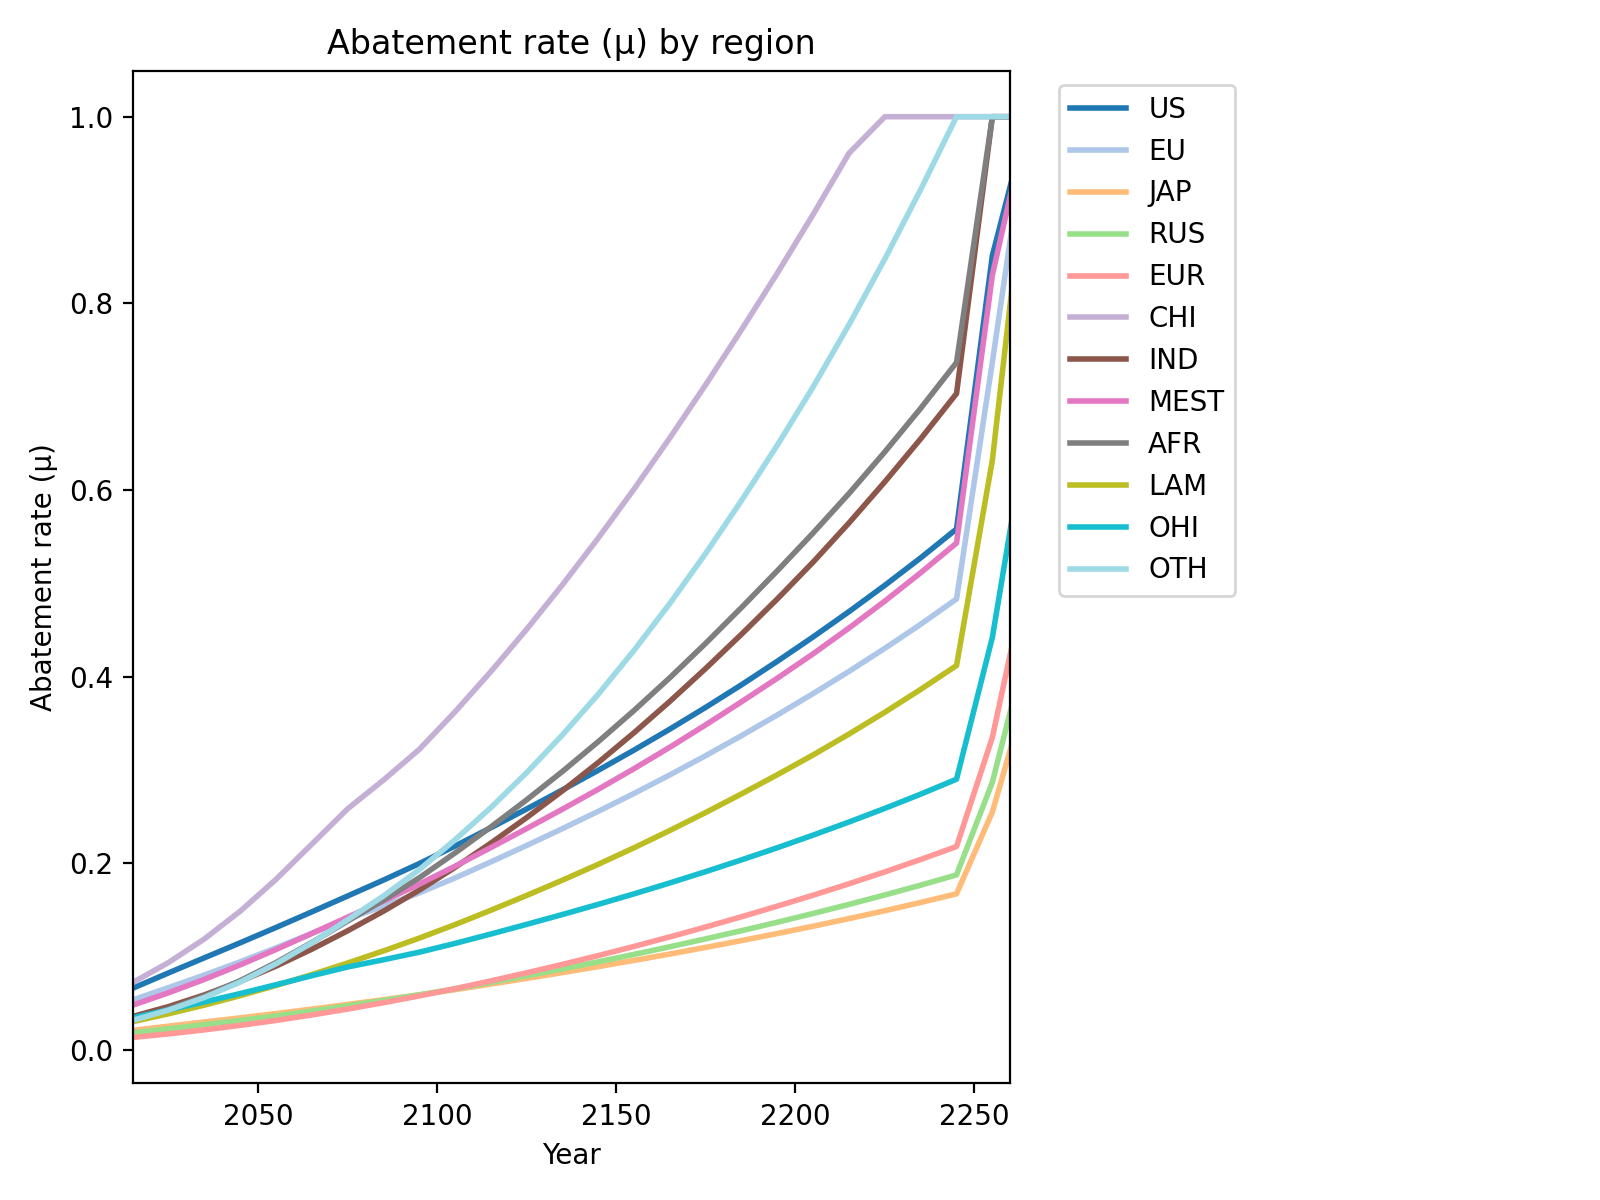 Abatement rate (μ) by region
1.0
0.8
0.6
0.4
0.2
0.0
Abatement rate (μ)
2050 2100 2150 2200 2250
Year
US
EU
JAP
RUS
EUR
CHI
IND
MEST
AFR
LAM
OHI
OTH